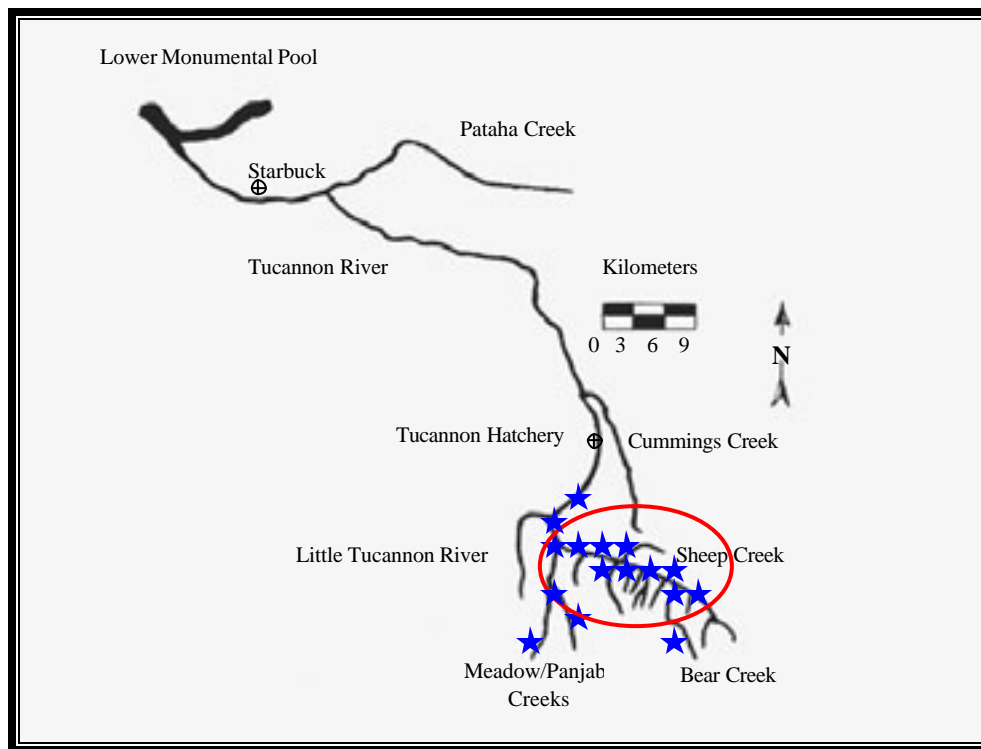 Lower Monumental Pool
Pataha Creek
Starbuck
Tucannon River
Kilometers
0 3 6 9
N
Tucannon Hatchery
Cummings Creek
Little Tucannon River
Sheep Creek
Meadow/Panjab
Creeks
Bear Creek